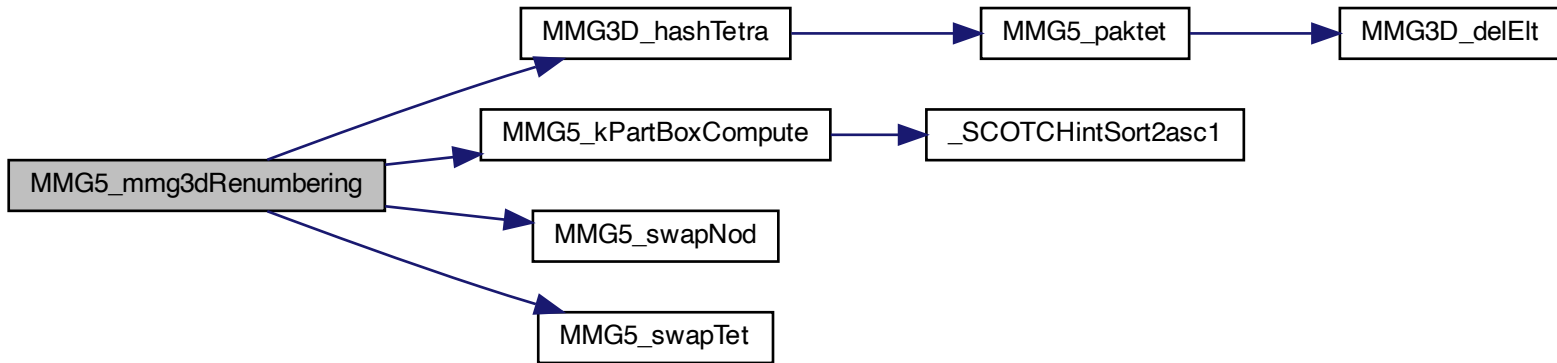 MMG3D_hashTetra
MMG5_paktet
MMG3D_delElt
MMG5_kPartBoxCompute
_SCOTCHintSort2asc1
MMG5_mmg3dRenumbering
MMG5_swapNod
MMG5_swapTet